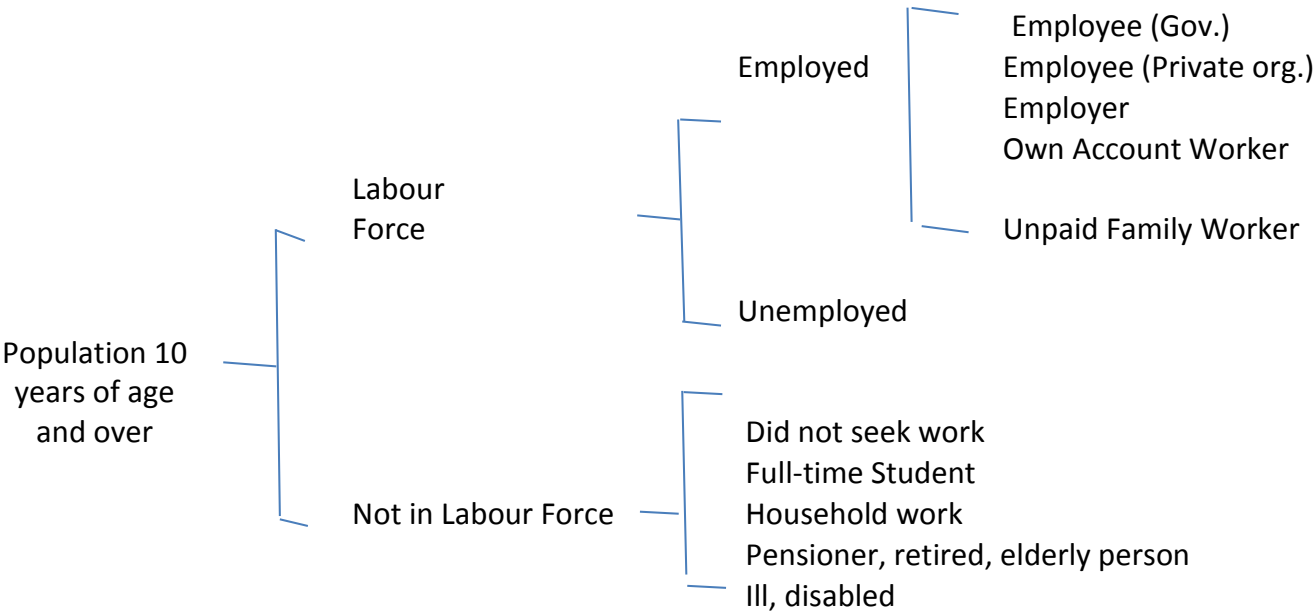 Population 10
years of age
and over
Labour
Force
Employed
Employee (Gov.)
Employee (Private org.)
Employer
Own Account Worker
Unpaid Family Worker
Unemployed
Not in Labour Force
Did not seek work
Full-time Student
Household work
Pensioner, retired, elderly person
Ill, disabled